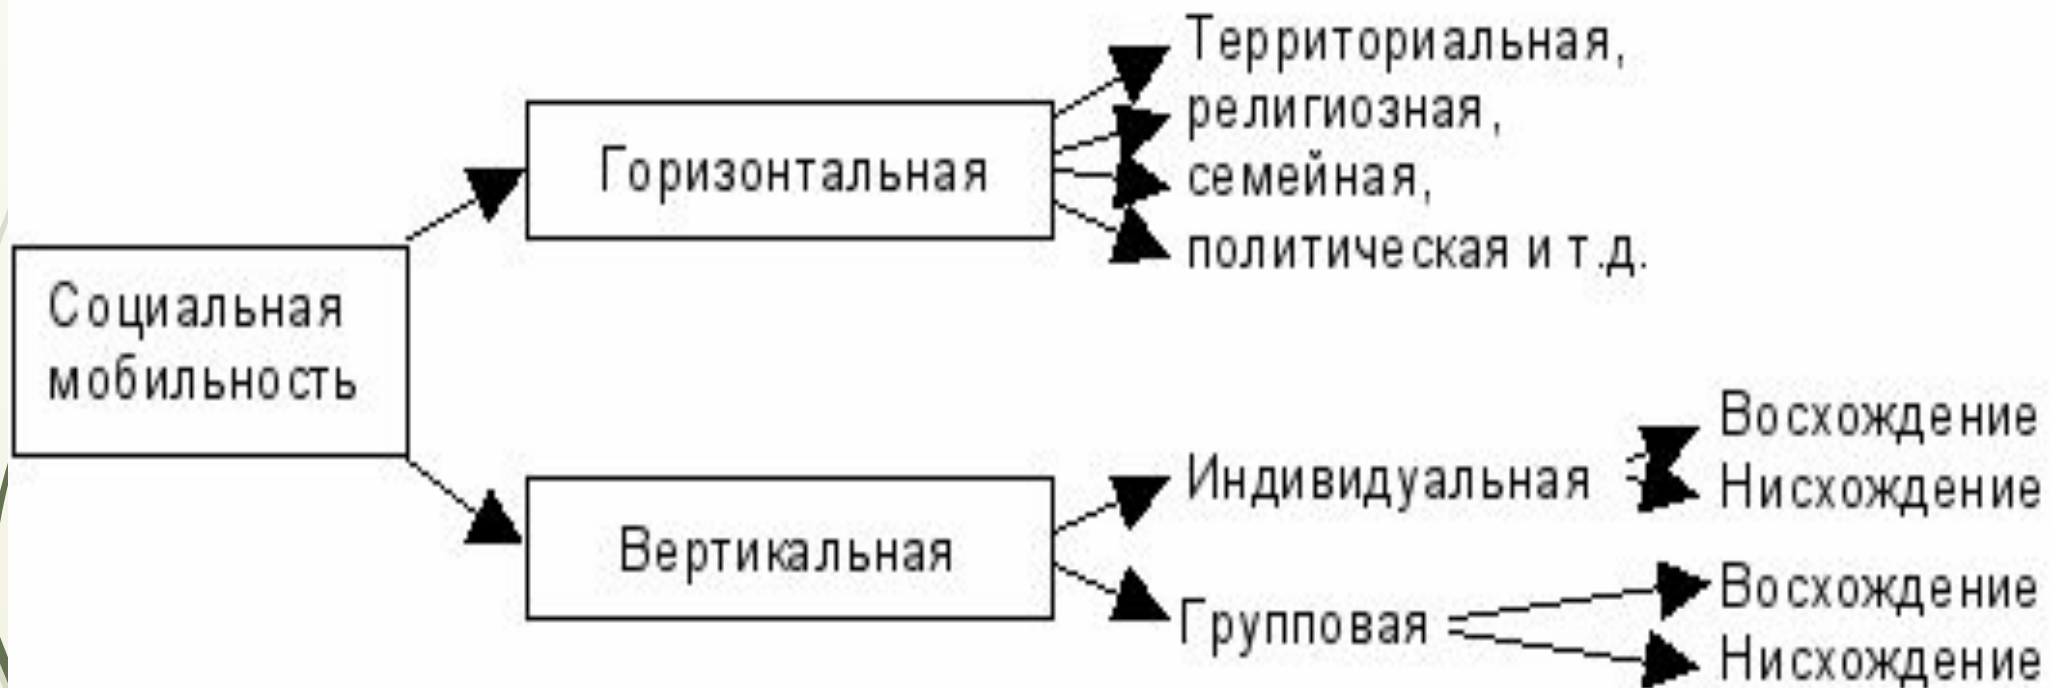 Социальная
мобильность
Горизонтальная
Территориальная,
религиозная,
семейная,
политическая и т.д.
Вертикальная
Индивидуальная
Восхождение
Нисхождение
Групповая
Восхождение
Нисхождение